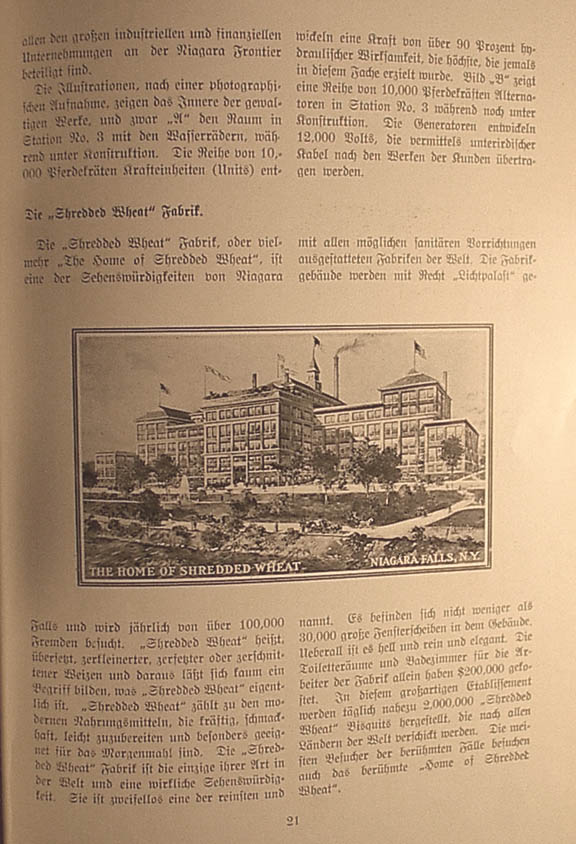 allen den großen industriellen und finanziellen
Unternehmungen an der Niagara Frontier
beteiligt sind.
Die Illustrationen, nach einer photographi-
schen Aufnahme, zeigen das Innere der gewal-
tigen Werke, und zwar „A" den Raum in
Station No. 3 mit den Wasserrädern, wäh-
rend unter Konstruktion. Die Reihe von 10,-
000 Pferdekräten Krafteinheiten (Units) ent-
wickeln eine Kraft von über 90 Prozent hy-
draulischer Wirksamkeit, die höchste, die jemals
in diesem Fache erzielt wurde. Bild „B" zeigt
eine Reihe von 10,000 Pferdekräften Alterna-
toren in Station No. 3 während noch unter
Konstruktion. Die Generatoren entwickeln
12,000 Volts, die vermittels unterirdischer
Kabel nach den Werken der Kunden übertra-
gen werden.
Die „Shredded Wheat" Fabrik.
Die „Shredded Wheat" Fabrik, oder viel-
mehr „The Home of Shredded Wheat", ist
eine der Sehenswürdigkeiten von Niagara
mit allen möglichen sanitären Vorrichtungen
ausgestatteten Fabriken der Welt. Die Fabrik-
gebäude werden mit Recht „Lichtpalast" ge-
THE HOME OF SHREDDED WHEAT
NIAGARA FALLS, N.Y.
Falls und wird jährlich von über 100,000
Fremden besucht. „Shredded Wheat" heißt,
übersetzt, zerkleinerter, zersetzter oder zerschnit-
tener Weizen und daraus läßt sich kaum ein
Begriff bilden, was „Shredded Wheat" eigent-
lich ist. „Shredded Wheat" zählt zu den mo-
dernen Nahrungsmitteln, die kräftig, schmack-
haft, leicht zuzubereiten und besonders geeig-
net für das Morgenmahl sind. Die „Shred-
ded Wheat" Fabrik ist die einzige ihrer Art in
der Welt und eine wirkliche Sehenswürdig-
keit. Sie ist zweifellos eine der reinsten und
nannt. Es befinden sich nicht weniger als
30,000 große Fensterscheiben in dem Gebäude.
Ueberall ist es hell und rein und elegant. Die
Toiletteräume und Badezimmer für die Ar-
beiter der Fabrik allein haben $200,000 geko-
stet. In diesem großartigen Etablissement
werden täglich nahezu 2,000,000 „Shredded
Wheat" Bisquits hergestellt, die nach allen
Ländern der Welt verschickt werden. Die mei-
sten Besucher der berühmten Fälle besuchen
auch das berühmte „Home of Shredded
Wheat".
21